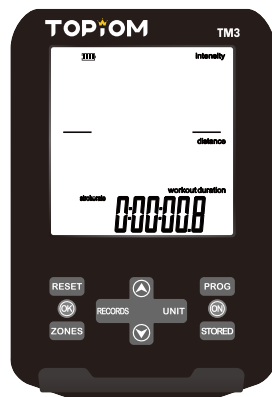 TOPIOM
TM3
intensity
distance
workout duration
strokerate
0:00:00.8
RESET
PROG
OK
RECORDS
UNIT
ON
ZONES
STORED